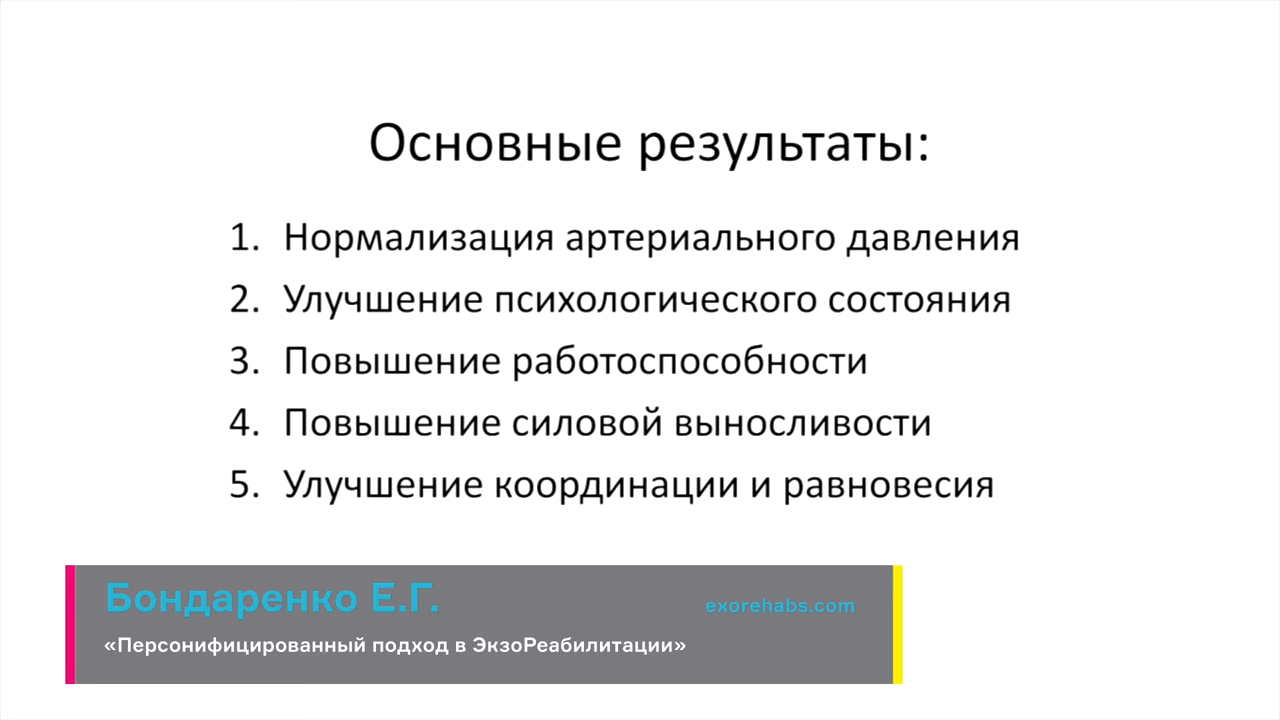 Основные результаты:
1. Нормализация артериального давления
2. Улучшение психологического состояния
3. Повышение работоспособности
4. Повышение силовой выносливости
5. Улучшение координации и равновесия
Бондаренко Е.Г.
exorehabs.com
«Персонифицированный подход в ЭкзоРеабилитации»